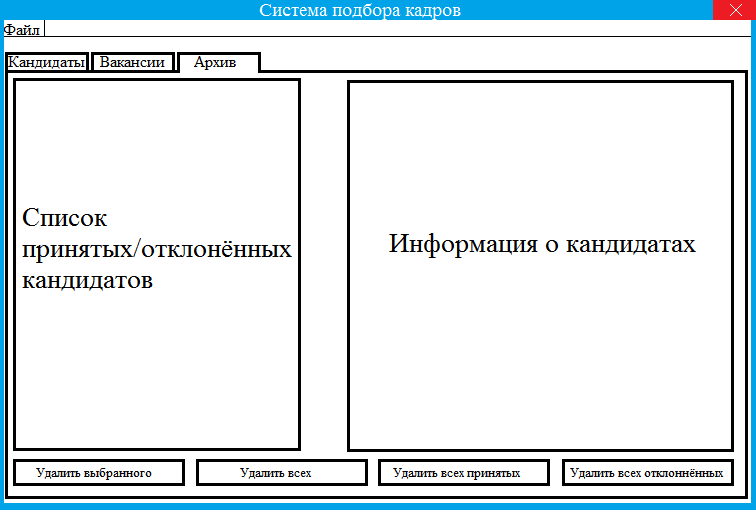 Система подбора кадров
Файл
Кандидаты Вакансии Архив
Список
принятых/отклонённых
кандидатов
Информация о кандидатах
Удалить выбранного Удалить всех Удалить всех принятых Удалить всех отклоннённых